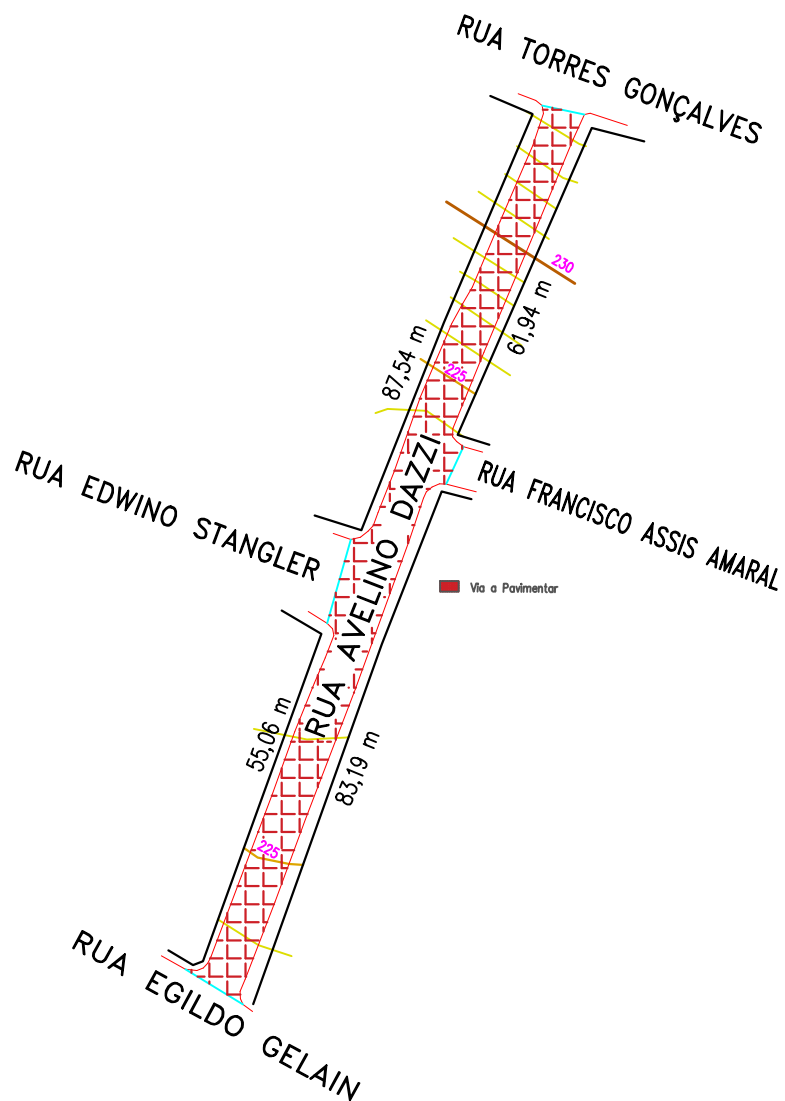 RUA TORRES GONÇALVES
230
61,94 m
87,54 m
225
RUA EDWINO STANGLER
RUA FRANCISCO ASSIS AMARAL
RUA AVELINO DAZZI
Via a Pavimentar
55,06 m
83,19 m
225
RUA EGILDO GELAIN